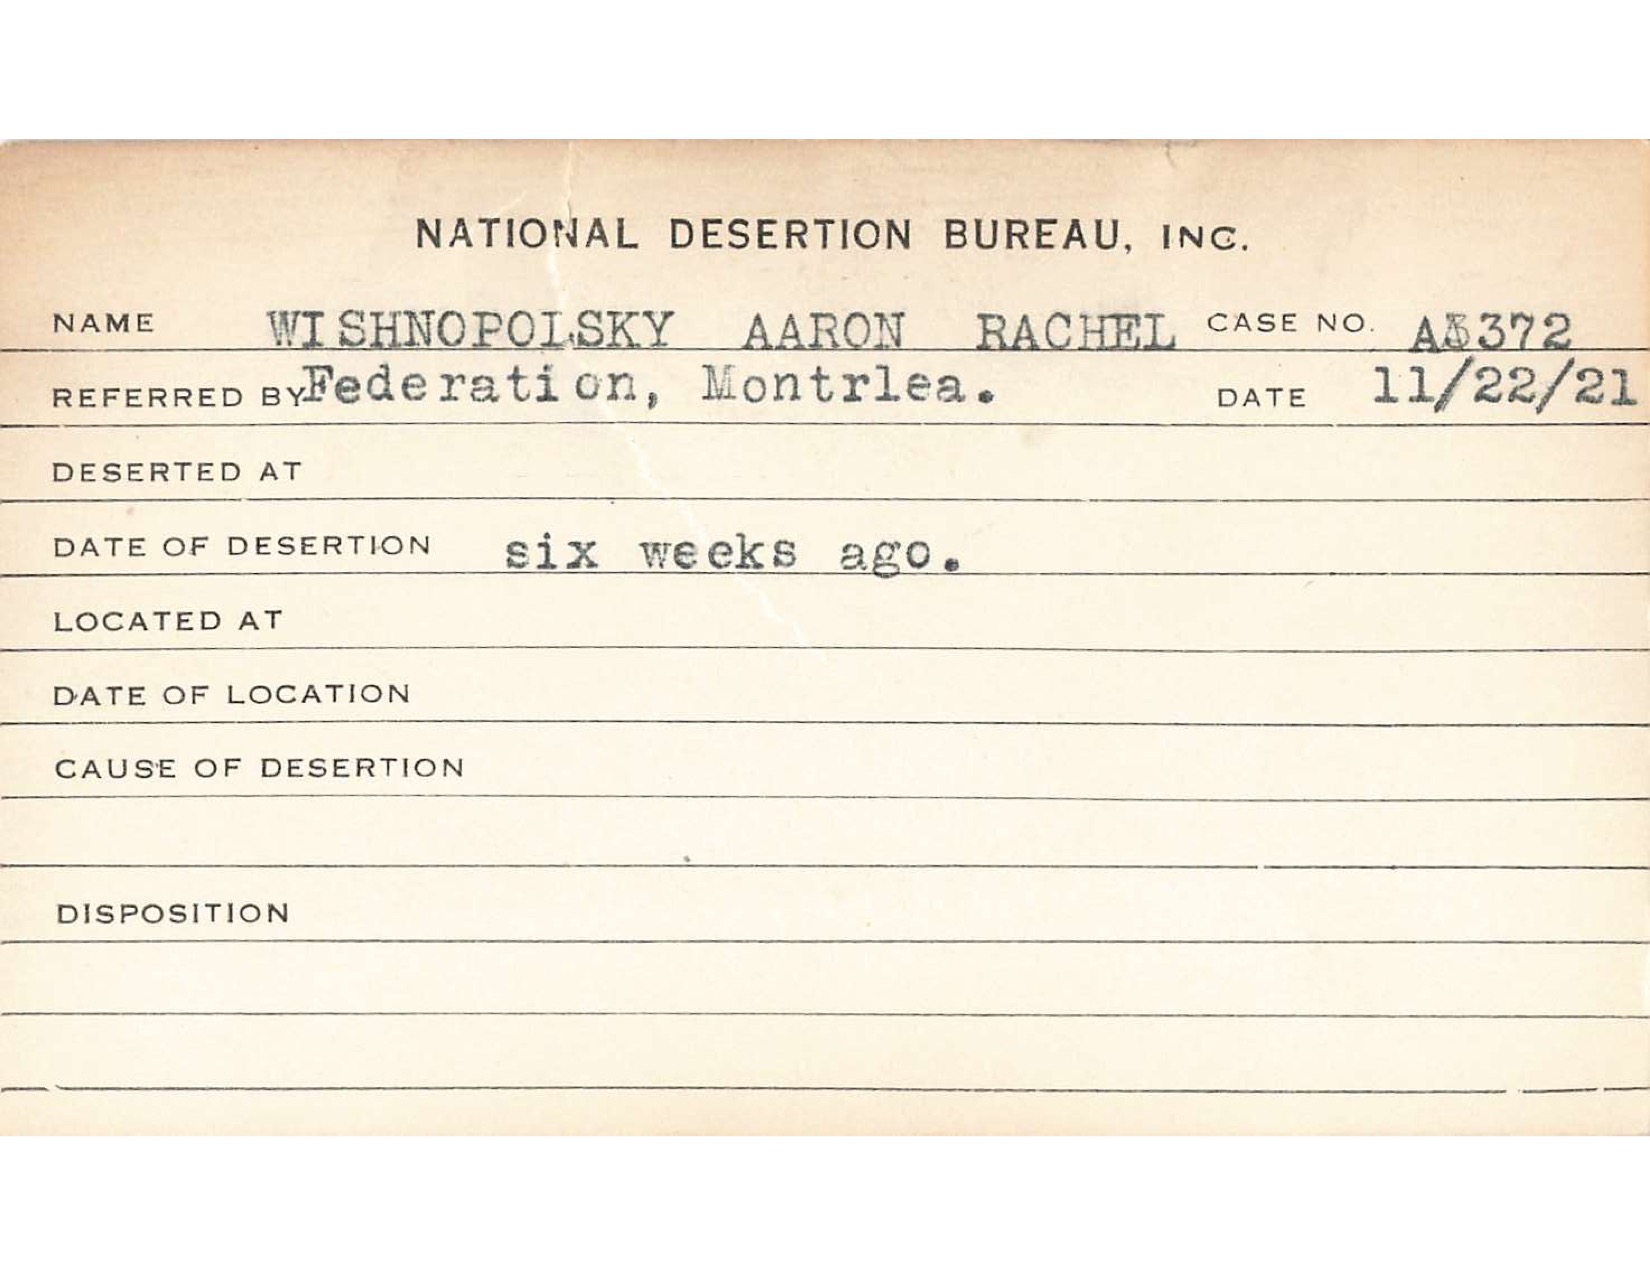 NATIONAL DESERTION BUREAU, INC.
NAME WISHNOPOLSKY AARON RACHEL CASE NO. A5372
REFERRED BY Federation, Montrlea. DATE 11/22/21
DESERTED AT
DATE OF DESERTION six weeks ago.
LOCATED AT
DATE OF LOCATION
CAUSE OF DESERTION
DISPOSITION